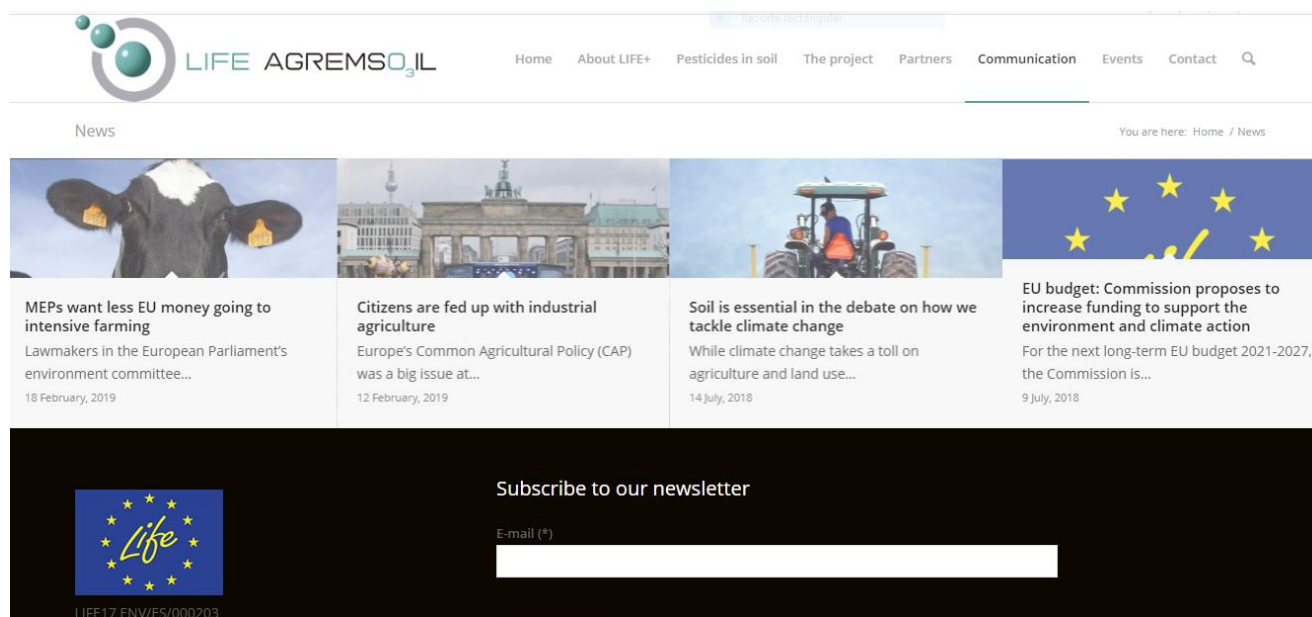 Recorte rectangular
LIFE AGREMSO3IL
Home About LIFE+ Pesticides in soil The project Partners Communication Events Contact
News
You are here: Home / News
MEPs want less EU money going to
intensive farming
Lawmakers in the European Parliament's
environment committee...
18 February, 2019
Citizens are fed up with industrial
agriculture
Europe's Common Agricultural Policy (CAP)
was a big issue at...
12 February, 2019
Soil is essential in the debate on how we
tackle climate change
While climate change takes a toll on
agriculture and land use...
14 July, 2018
EU budget: Commission proposes to
increase funding to support the
environment and climate action
For the next long-term EU budget 2021-2027,
the Commission is...
9 July, 2018
Life
LIFE17 ENV/ES/000203
Subscribe to our newsletter
E-mail (*)